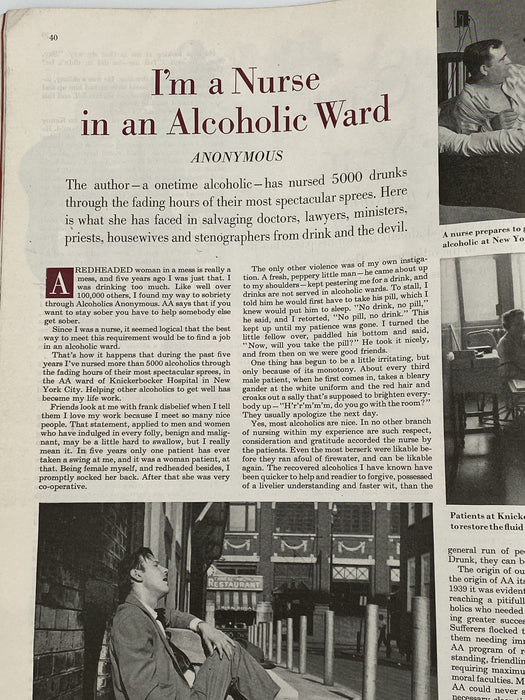 40
I'm a Nurse
in an Alcoholic Ward
ANONYMOUS
The author—a onetime alcoholic—has nursed 5000 drunks
through the fading hours of their most spectacular sprees. Here
is what she has faced in salvaging doctors, lawyers, ministers,
priests, housewives and stenographers from drink and the devil.
A REDHEADED woman in a mess is really a
mess, and five years ago I was just that. I
was drinking too much. Like well over
100,000 others, I found my way to sobriety
through Alcoholics Anonymous. AA says that if you
want to stay sober you have to help somebody else
get sober.
Since I was a nurse, it seemed logical that the best
way to meet this requirement would be to find a job
in an alcoholic ward.
That's how it happens that during the past five
years I've nursed more than 5000 alcoholics through
the fading hours of their most spectacular sprees, in
the AA ward of Knickerbocker Hospital in New
York City. Helping other alcoholics to get well has
become my life work.
Friends look at me with frank disbelief when I tell
them I love my work because I meet so many nice
people. That statement, applied to men and women
who have indulged in every folly, benign and malig-
nant, may be a little hard to swallow, but I really
mean it. In five years only one patient has ever
taken a swing at me, and it was a woman patient, at
that. Being female myself, and redheaded besides, I
promptly socked her back. After that she was very
co-operative.
The only other violence was of my own instiga-
tion. A fresh, peppery little man—he came about up
to my shoulders—kept pestering me for a drink, and
drinks are not served in alcoholic wards. To stall, I
told him he would first have to take his pill, which I
knew would put him to sleep. "No drink, no pill,"
he said, and I retorted, "No pill, no drink." This
kept up until my patience was gone. I turned the
little fellow over, paddled his bottom and said,
"Now, will you take the pill?" He took it nicely,
and from then on we were good friends.
One thing has begun to be a little irritating, but
only because of its monotony. About every third
male patient, when he first comes in, takes a bleary
gander at the white uniform and the red hair and
croaks out a sally that's supposed to brighten every-
body up—"H'r'r'm'm'm, do you go with the room?"
They usually apologize the next day.
Yes, most alcoholics are nice. In no other branch
of nursing within my experience are such respect,
consideration and gratitude accorded the nurse by
the patients. Even the most berserk were likable be-
fore they ran afoul of firewater, and can be likable
again. The recovered alcoholics I have known have
been quicker to help and readier to forgive, possessed
of a livelier understanding and faster wit, than the
RESTAURANT
A nurse prepares to
alcoholic at New Yo
Patients at Knick
to restore the fluid
general run of pe
Drunk, they can b
The origin of ou
the origin of AA its
1939 it was evident
reaching a pitifull
holics who needed
ing greater succes
Sufferers flocked t
them needing imm
AA program of r
standing, friendlin
requiring maximu
moral faculties. M
AA could never
necessary